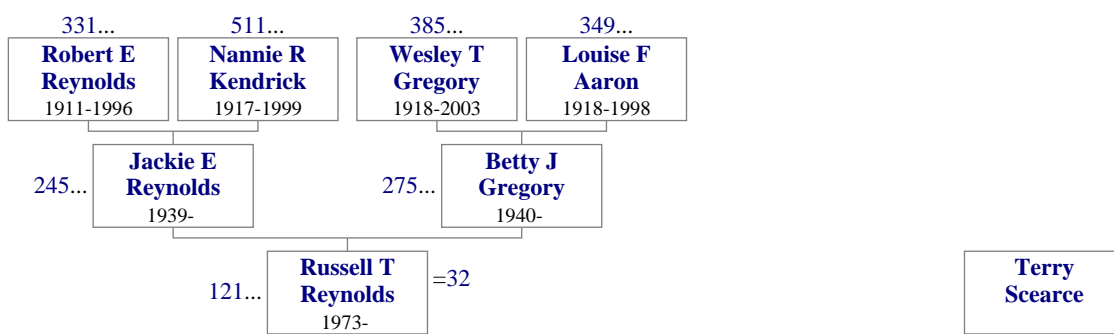 331...
511...
385...
349...
Robert E
Reynolds
1911-1996
Nannie R
Kendrick
1917-1999
Wesley T
Gregory
1918-2003
Louise F
Aaron
1918-1998
245...
Jackie E
Reynolds
1939-
275...
Betty J
Gregory
1940-
121...
Russell T
Reynolds
1973-
=32
Terry
Scearce